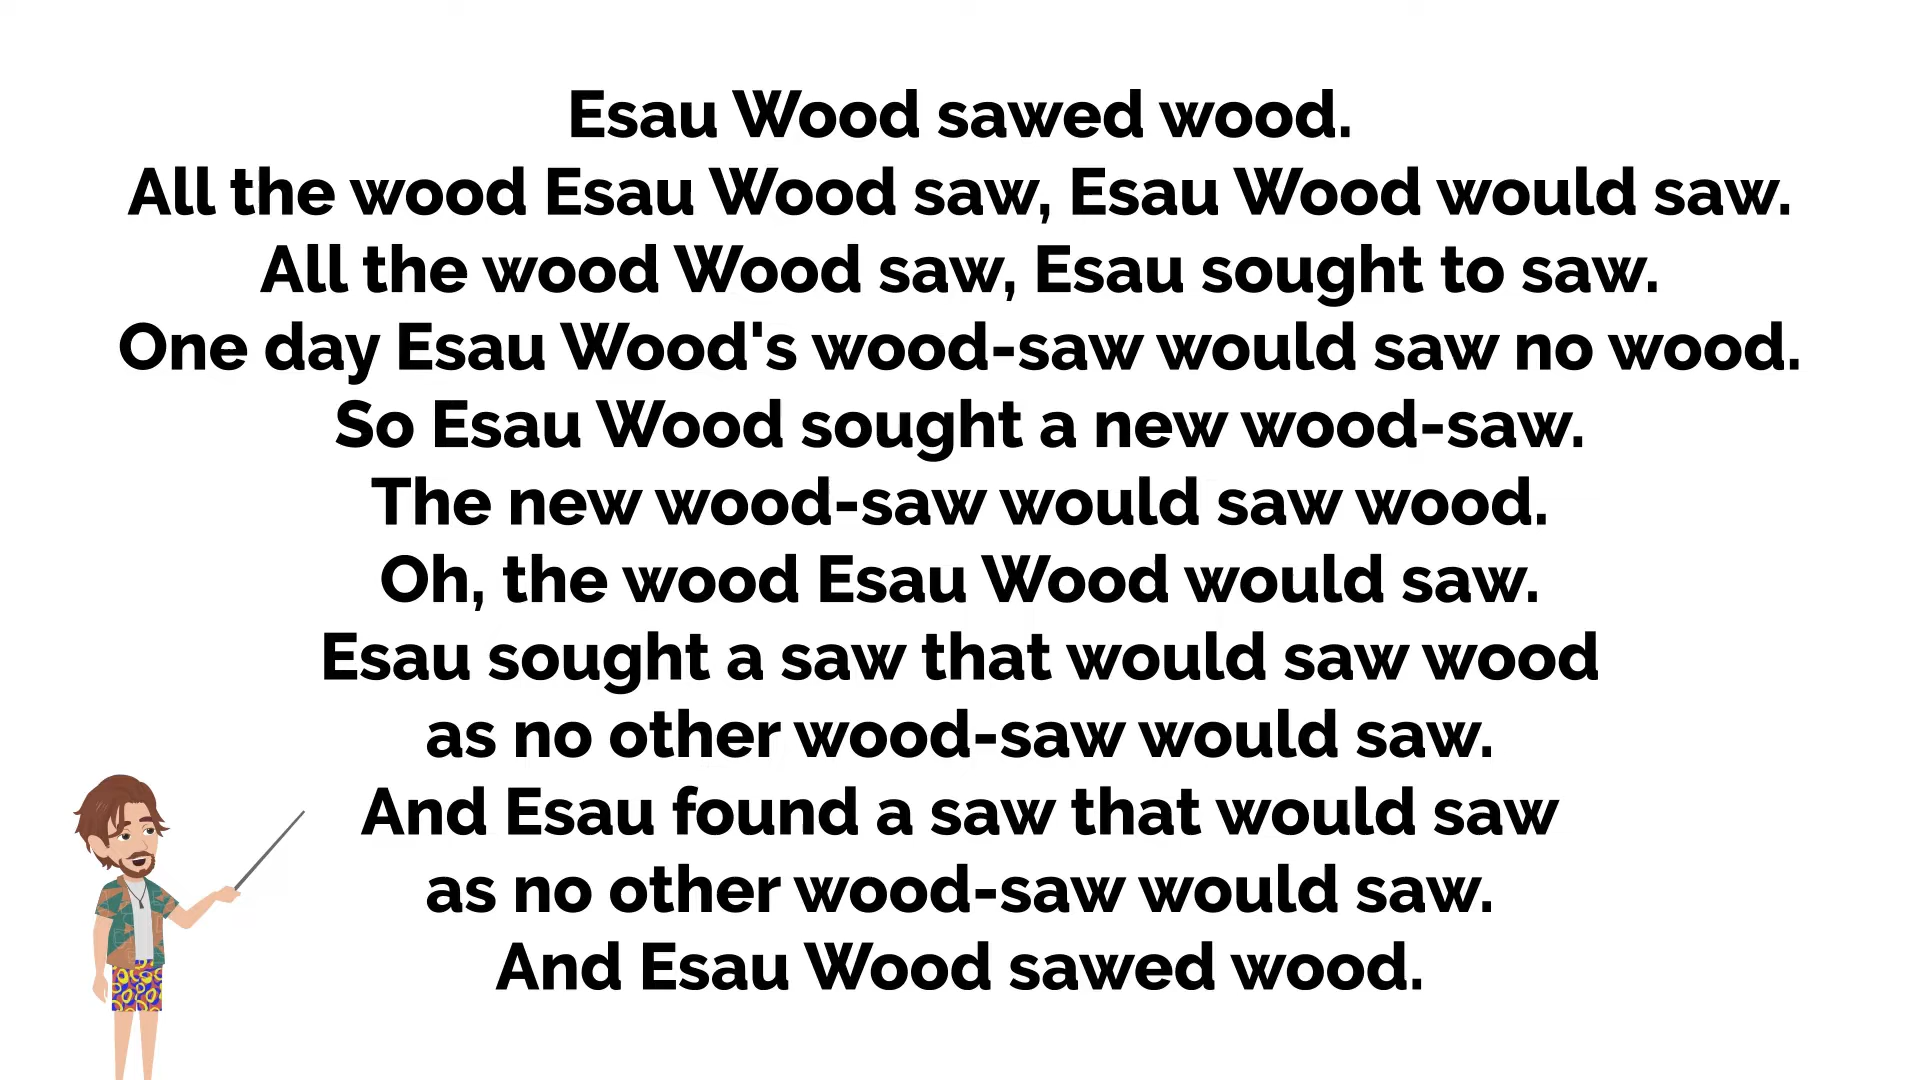 Esau Wood sawed wood.
All the wood Esau Wood saw, Esau Wood would saw.
All the wood Wood saw, Esau sought to saw.
One day Esau Wood's wood-saw would saw no wood.
So Esau Wood sought a new wood-saw.
The new wood-saw would saw wood.
Oh, the wood Esau Wood would saw.
Esau sought a saw that would saw wood
as no other wood-saw would saw.
And Esau found a saw that would saw
as no other wood-saw would saw.
And Esau Wood sawed wood.